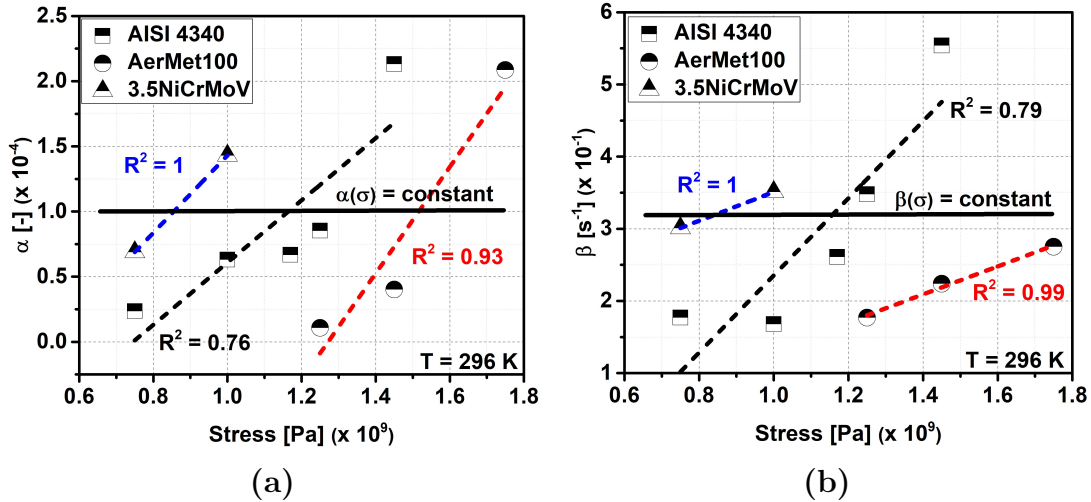 AISI 4340
AerMet100
3.5NiCrMoV
2.5
2.0
1.5
1.0
0.5
0.0
α [-] (x 10⁻⁴)
R² = 1
α(σ) = constant
R² = 0.93
R² = 0.76
T = 296 K
0.6 0.8 1.0 1.2 1.4 1.6 1.8
Stress [Pa] (x 10⁹)
(a)
AISI 4340
AerMet100
3.5NiCrMoV
6
5
4
3
2
1
β [s⁻¹] (x 10⁻¹)
R² = 0.79
R² = 1
β(σ) = constant
R² = 0.99
T = 296 K
0.6 0.8 1.0 1.2 1.4 1.6 1.8
Stress [Pa] (x 10⁹)
(b)